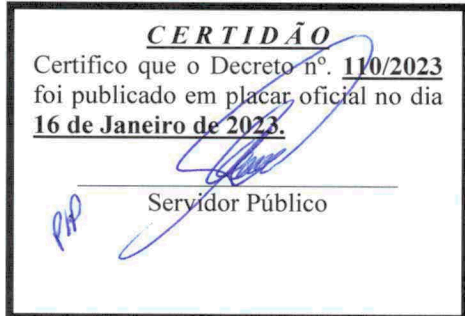 CERTIDÃO
Certifico que o Decreto nº. 110/2023
foi publicado em placar oficial no dia
16 de Janeiro de 2023.
Servidor Público